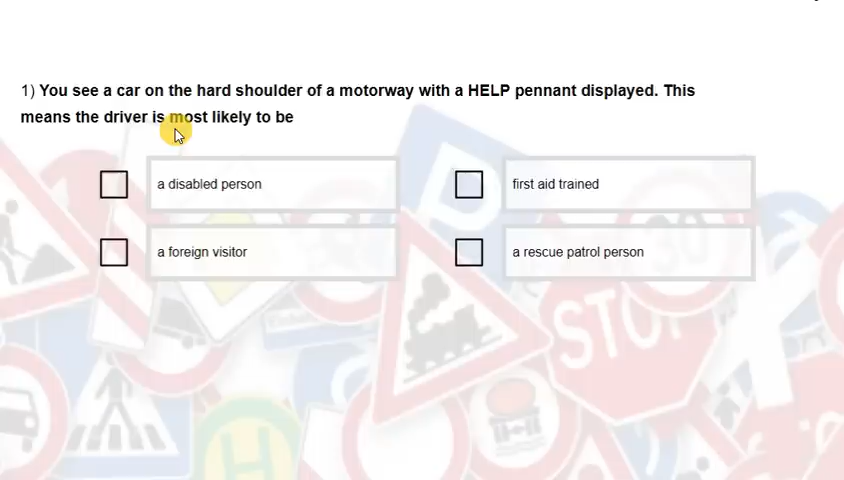 1) You see a car on the hard shoulder of a motorway with a HELP pennant displayed. This
means the driver is most likely to be
a disabled person
first aid trained
a foreign visitor
a rescue patrol person
P
30
STOP
H